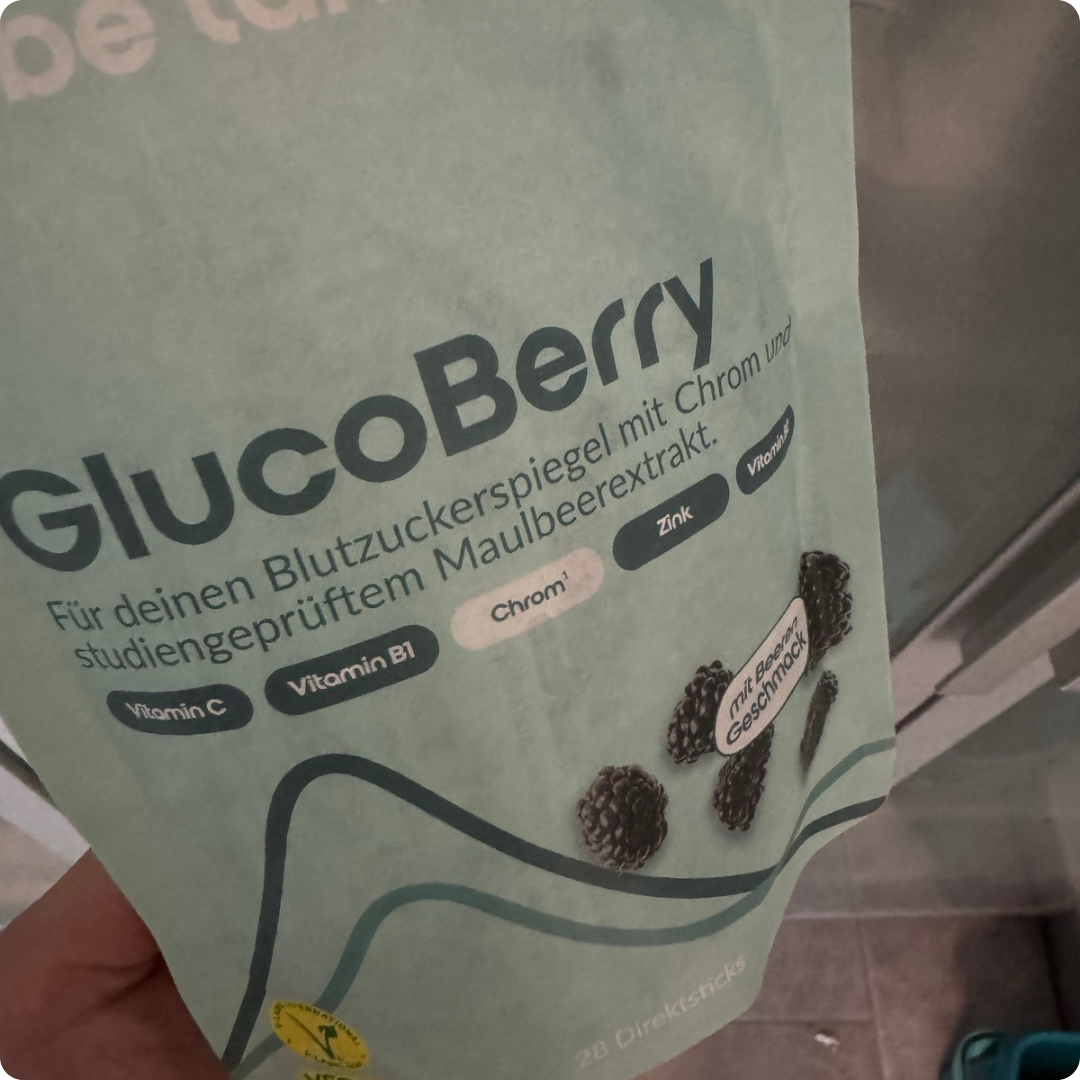 be
GlucoBerry
Für deinen Blutzuckerspiegel mit Chrom und
studiengeprüftem Maulbeerextrakt.
Vitamin C
Vitamin B1
Chrom¹
Zink
Vitamin
mit Beeren
Geschmack
28 Direktsticks